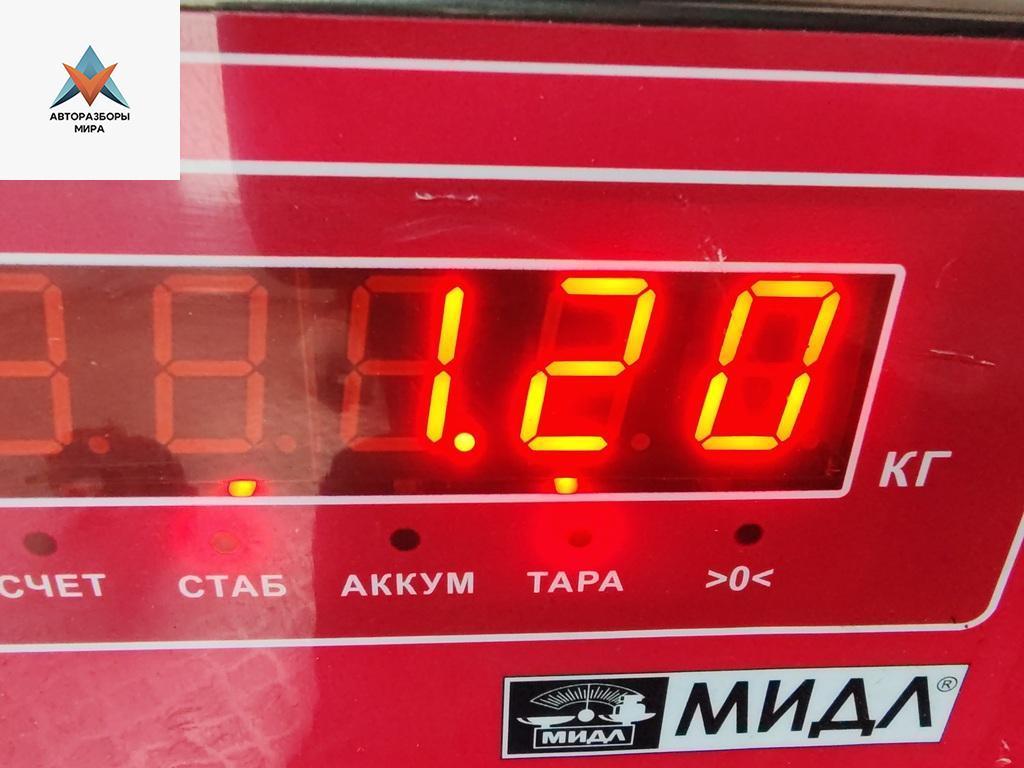 АВТОРАЗБОРЫ
МИРА
1.20
КГ
СЧЕТ СТАБ АККУМ ТАРА >0<
МИДЛ МИДЛ®